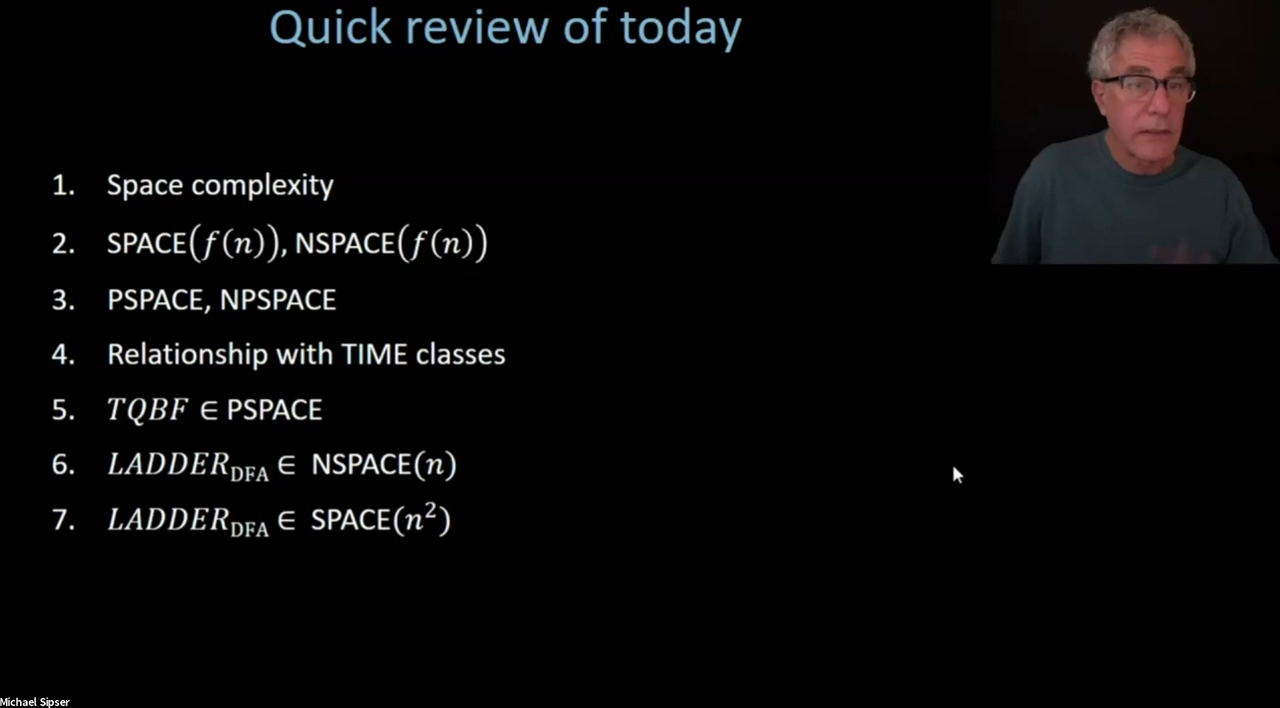 Quick review of today
1. Space complexity
2. SPACE(f(n)), NSPACE(f(n))
3. PSPACE, NPSPACE
4. Relationship with TIME classes
5. TQBF ∈ PSPACE
6. LADDER_DFA ∈ NSPACE(n)
7. LADDER_DFA ∈ SPACE(n²)
Michael Sipser